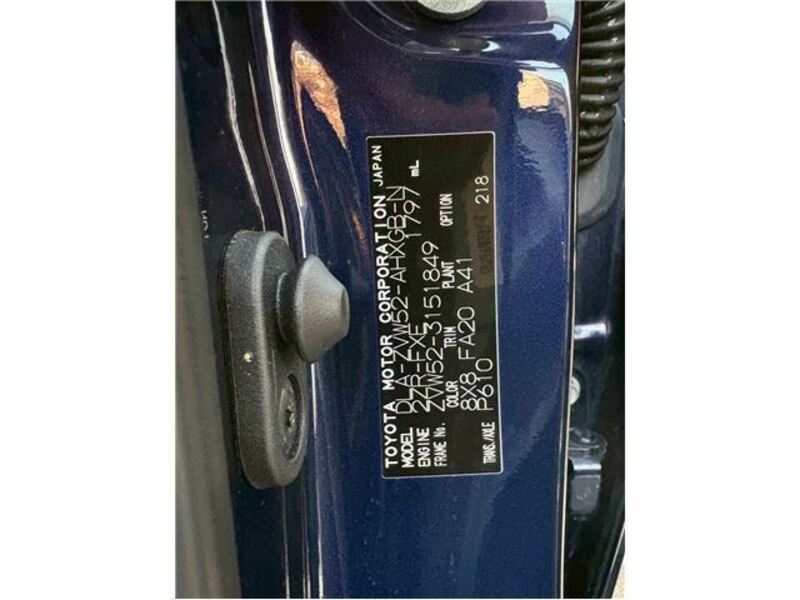 TOYOTA MOTOR CORPORATION JAPAN
MODEL DLA-ZVW52-AHXGB-N
ENGINE 2ZR-FXE 1797 mL
FRAME No. ZVW52-3151849
COLOR TRIM PLANT OPTION
8X8 FA20 A41 218
TRANS./AXLE P610